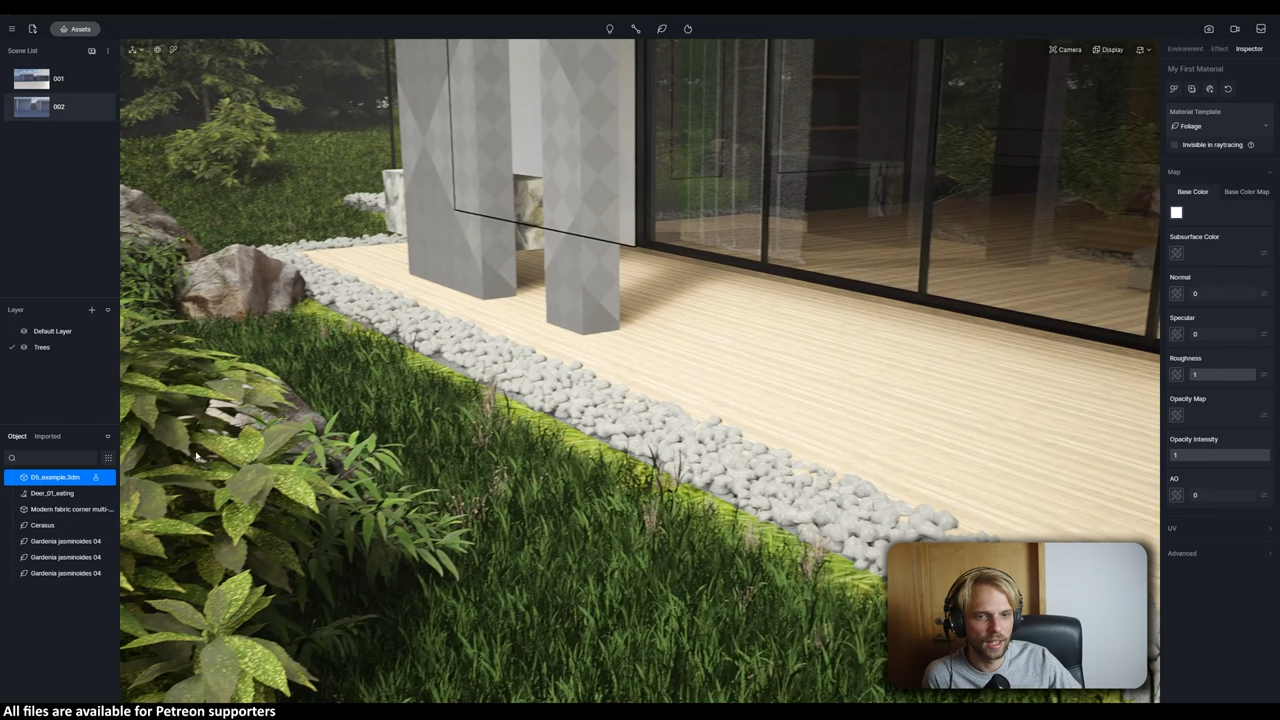 Assets
Scene List
001
002
Layer
Default Layer
Trees
Object
Imported
D5_example.3dm
Deer_01_eating
Modern fabric corner multi-...
Cerasus
Gardenia jasminoides 04
Gardenia jasminoides 04
Gardenia jasminoides 04
Camera
Display
Environment
Effect
Inspector
My First Material
Material Template
Foliage
Invisible in raytracing
Map
Base Color
Base Color Map
Subsurface Color
Normal
0
Specular
0
Roughness
1
Opacity Map
Opacity Intensity
1
AO
0
UV
Advanced
All files are available for Petreon supporters